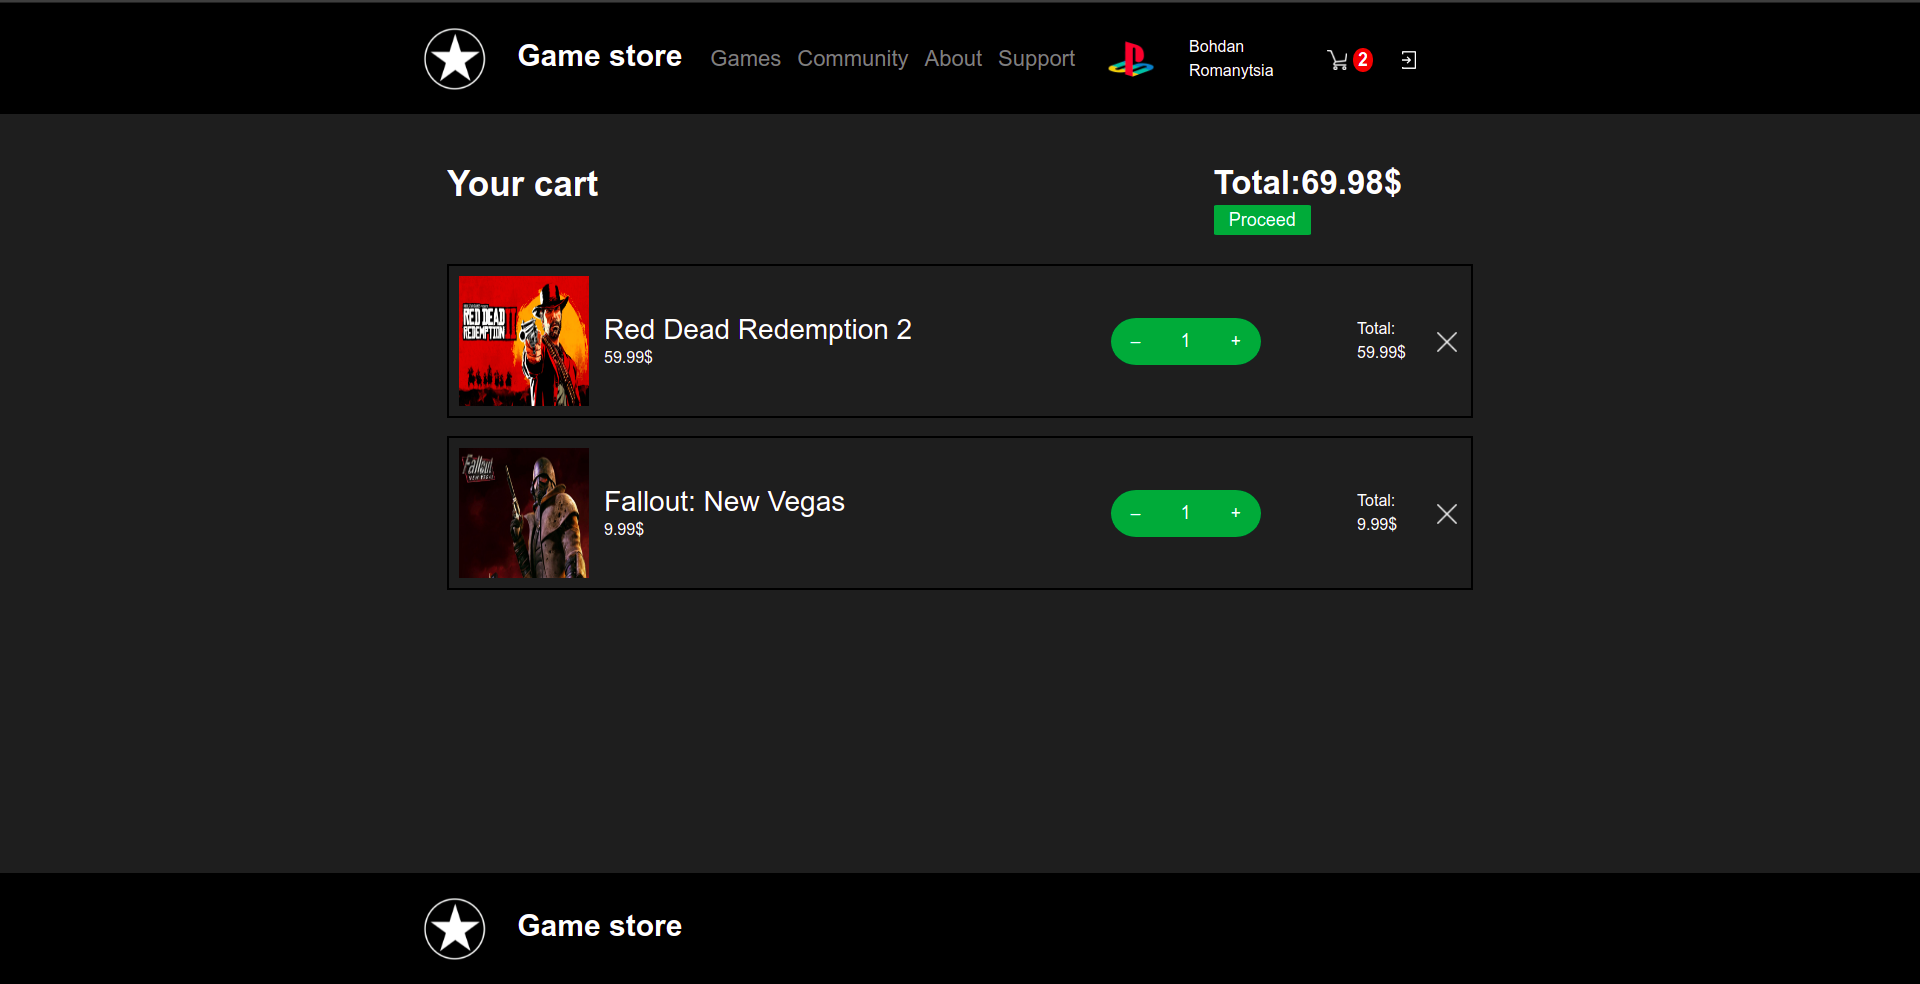 Game store
Games Community About Support
Bohdan
Romanytsia
2
Your cart
Total:69.98$
Proceed
RED DEAD
REDEMPTION II
Red Dead Redemption 2
59.99$
– 1 +
Total:
59.99$
Fallout
NEW VEGAS
Fallout: New Vegas
9.99$
– 1 +
Total:
9.99$
Game store